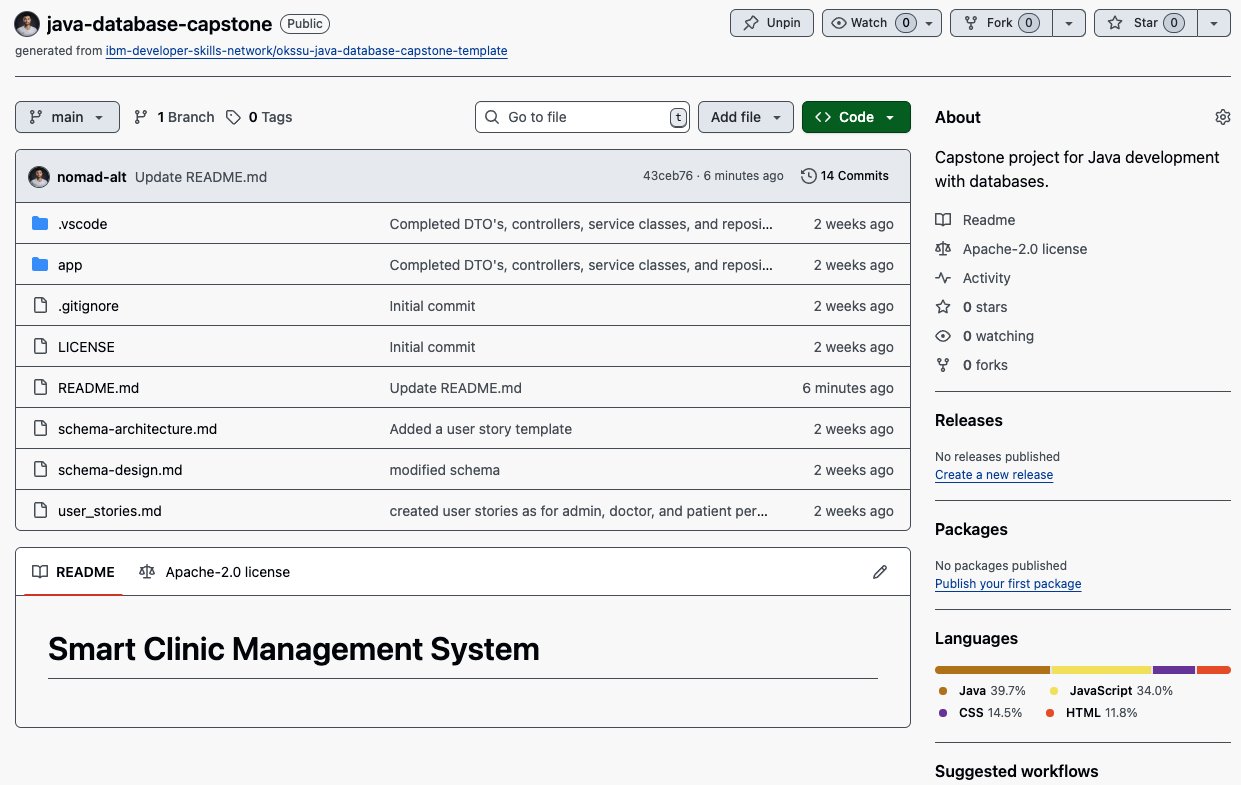 java-database-capstone Public Unpin Watch 0 Fork 0 Star 0
generated from ibm-developer-skills-network/okssu-java-database-capstone-template
main 1 Branch 0 Tags Go to file t Add file Code
nomad-alt Update README.md 43ceb76 · 6 minutes ago 14 Commits
.vscode Completed DTO's, controllers, service classes, and reposi... 2 weeks ago
app Completed DTO's, controllers, service classes, and reposi... 2 weeks ago
.gitignore Initial commit 2 weeks ago
LICENSE Initial commit 2 weeks ago
README.md Update README.md 6 minutes ago
schema-architecture.md Added a user story template 2 weeks ago
schema-design.md modified schema 2 weeks ago
user_stories.md created user stories as for admin, doctor, and patient per... 2 weeks ago
README Apache-2.0 license
Smart Clinic Management System
About
Capstone project for Java development
with databases.
Readme
Apache-2.0 license
Activity
0 stars
0 watching
0 forks
Releases
No releases published
Create a new release
Packages
No packages published
Publish your first package
Languages
Java 39.7% JavaScript 34.0%
CSS 14.5% HTML 11.8%
Suggested workflows